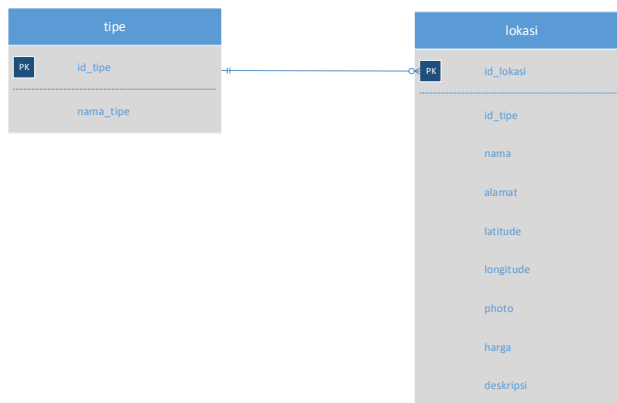 tipe
PK id_tipe
nama_tipe
lokasi
PK id_lokasi
id_tipe
nama
alamat
latitude
longitude
photo
harga
deskripsi